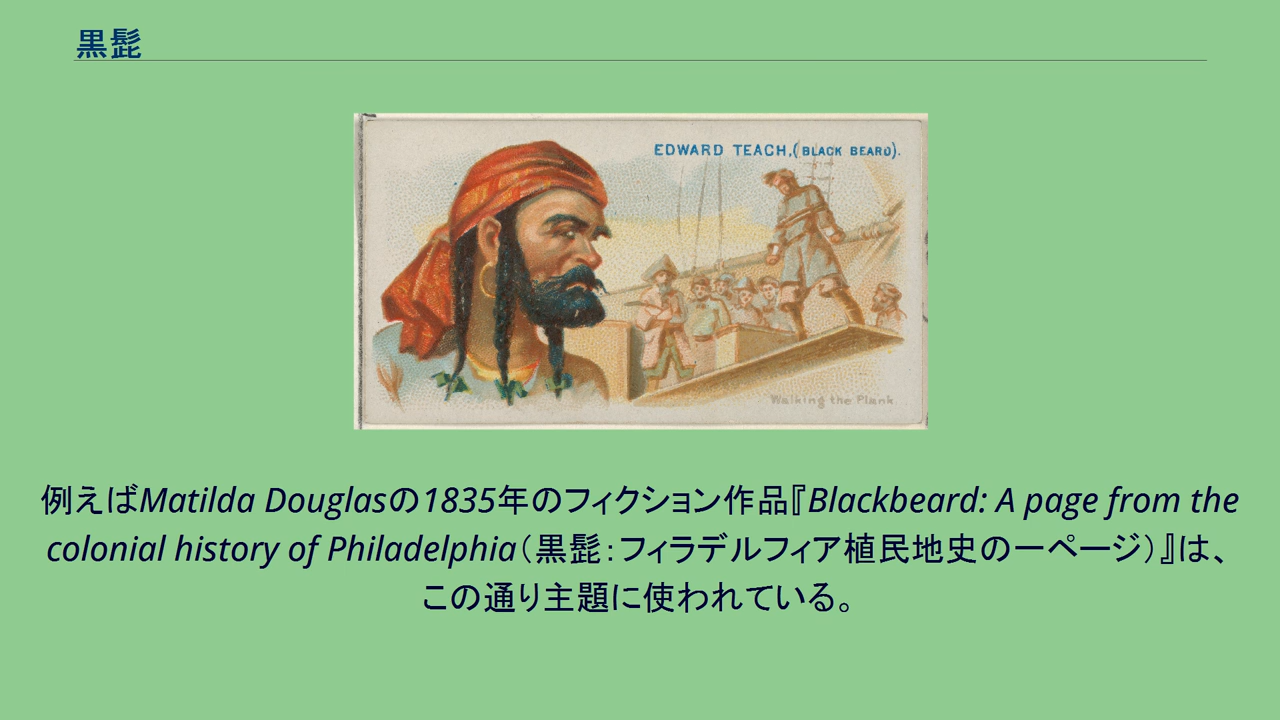 黒髭
EDWARD TEACH,(BLACK BEARD).
Walking the Plank.
例えばMatilda Douglasの1835年のフィクション作品『Blackbeard: A page from the
colonial history of Philadelphia（黒髭：フィラデルフィア植民地史の一ページ）』は、
この通り主題に使われている。